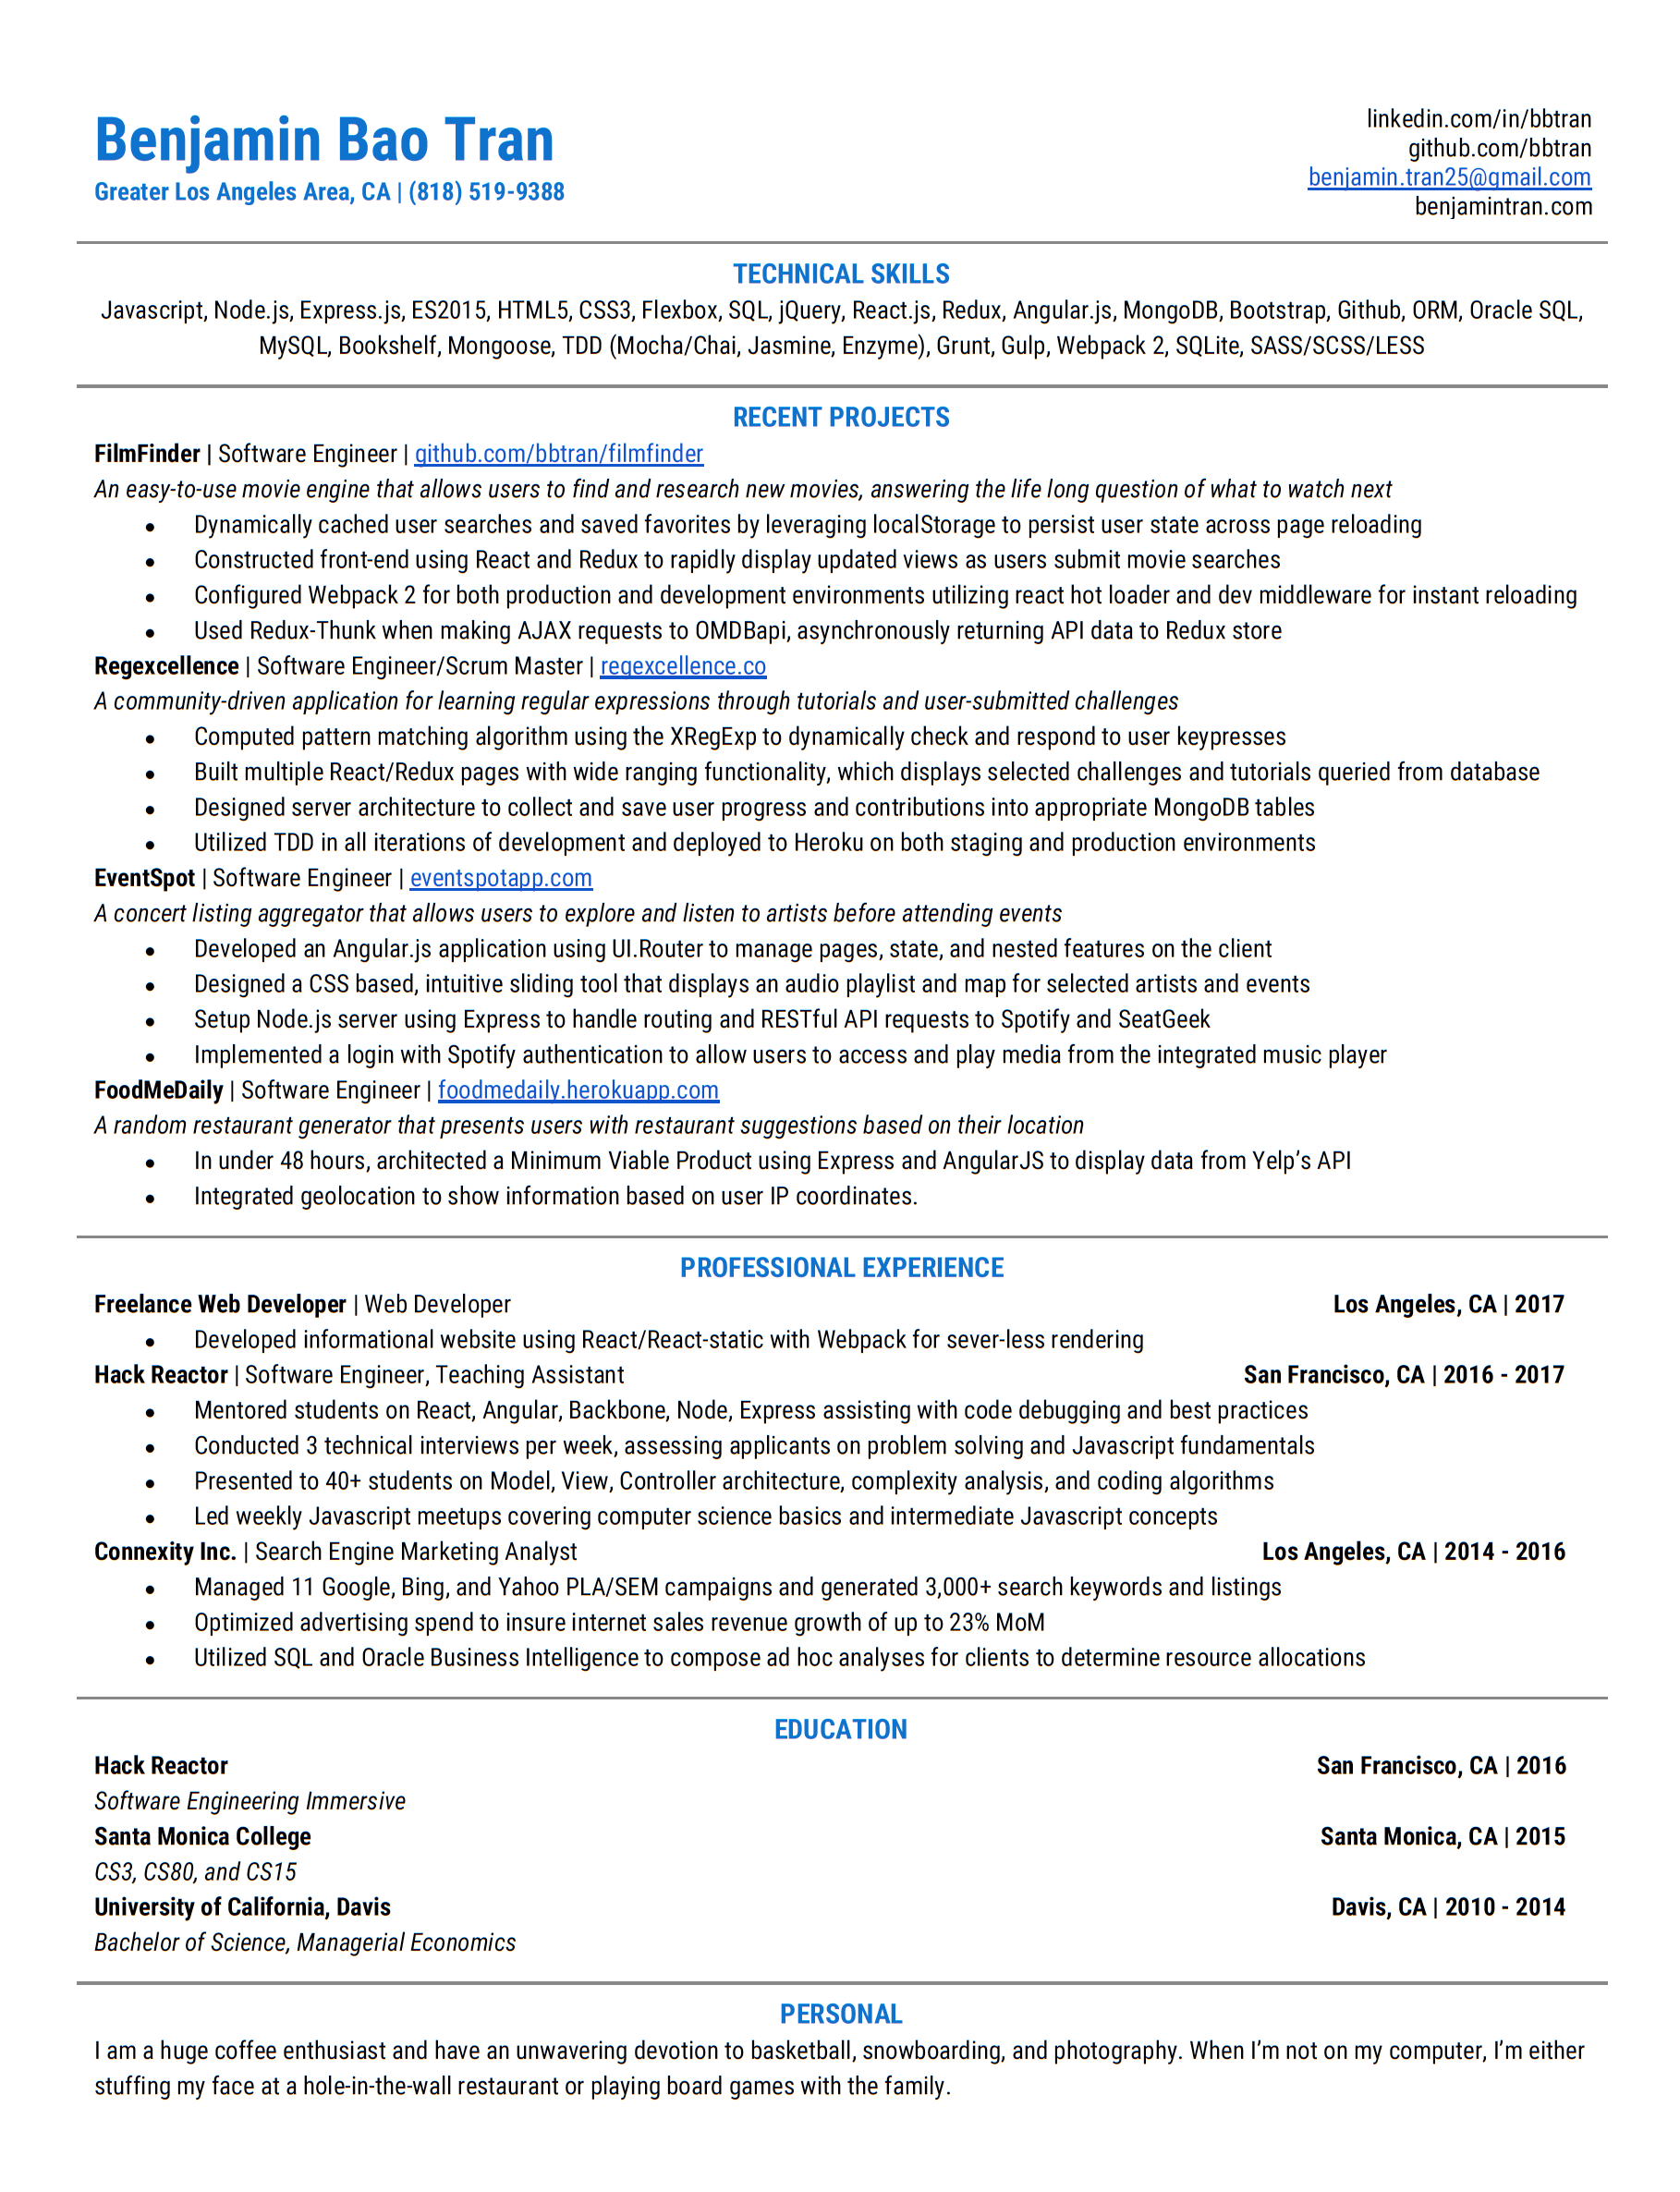 Benjamin Bao Tran
Greater Los Angeles Area, CA | (818) 519-9388
linkedin.com/in/bbtran
github.com/bbtran
benjamin.tran25@gmail.com
benjamintran.com
TECHNICAL SKILLS
Javascript, Node.js, Express.js, ES2015, HTML5, CSS3, Flexbox, SQL, jQuery, React.js, Redux, Angular.js, MongoDB, Bootstrap, Github, ORM, Oracle SQL,
MySQL, Bookshelf, Mongoose, TDD (Mocha/Chai, Jasmine, Enzyme), Grunt, Gulp, Webpack 2, SQLite, SASS/SCSS/LESS
RECENT PROJECTS
FilmFinder | Software Engineer | github.com/bbtran/filmfinder
An easy-to-use movie engine that allows users to find and research new movies, answering the life long question of what to watch next
● Dynamically cached user searches and saved favorites by leveraging localStorage to persist user state across page reloading
● Constructed front-end using React and Redux to rapidly display updated views as users submit movie searches
● Configured Webpack 2 for both production and development environments utilizing react hot loader and dev middleware for instant reloading
● Used Redux-Thunk when making AJAX requests to OMDBapi, asynchronously returning API data to Redux store
Regexcellence | Software Engineer/Scrum Master | regexcellence.co
A community-driven application for learning regular expressions through tutorials and user-submitted challenges
● Computed pattern matching algorithm using the XRegExp to dynamically check and respond to user keypresses
● Built multiple React/Redux pages with wide ranging functionality, which displays selected challenges and tutorials queried from database
● Designed server architecture to collect and save user progress and contributions into appropriate MongoDB tables
● Utilized TDD in all iterations of development and deployed to Heroku on both staging and production environments
EventSpot | Software Engineer | eventspotapp.com
A concert listing aggregator that allows users to explore and listen to artists before attending events
● Developed an Angular.js application using UI.Router to manage pages, state, and nested features on the client
● Designed a CSS based, intuitive sliding tool that displays an audio playlist and map for selected artists and events
● Setup Node.js server using Express to handle routing and RESTful API requests to Spotify and SeatGeek
● Implemented a login with Spotify authentication to allow users to access and play media from the integrated music player
FoodMeDaily | Software Engineer | foodmedaily.herokuapp.com
A random restaurant generator that presents users with restaurant suggestions based on their location
● In under 48 hours, architected a Minimum Viable Product using Express and AngularJS to display data from Yelp’s API
● Integrated geolocation to show information based on user IP coordinates.
PROFESSIONAL EXPERIENCE
Freelance Web Developer | Web Developer Los Angeles, CA | 2017
● Developed informational website using React/React-static with Webpack for sever-less rendering
Hack Reactor | Software Engineer, Teaching Assistant San Francisco, CA | 2016 - 2017
● Mentored students on React, Angular, Backbone, Node, Express assisting with code debugging and best practices
● Conducted 3 technical interviews per week, assessing applicants on problem solving and Javascript fundamentals
● Presented to 40+ students on Model, View, Controller architecture, complexity analysis, and coding algorithms
● Led weekly Javascript meetups covering computer science basics and intermediate Javascript concepts
Connexity Inc. | Search Engine Marketing Analyst Los Angeles, CA | 2014 - 2016
● Managed 11 Google, Bing, and Yahoo PLA/SEM campaigns and generated 3,000+ search keywords and listings
● Optimized advertising spend to insure internet sales revenue growth of up to 23% MoM
● Utilized SQL and Oracle Business Intelligence to compose ad hoc analyses for clients to determine resource allocations
EDUCATION
Hack Reactor San Francisco, CA | 2016
Software Engineering Immersive
Santa Monica College Santa Monica, CA | 2015
CS3, CS80, and CS15
University of California, Davis Davis, CA | 2010 - 2014
Bachelor of Science, Managerial Economics
PERSONAL
I am a huge coffee enthusiast and have an unwavering devotion to basketball, snowboarding, and photography. When I’m not on my computer, I’m either
stuffing my face at a hole-in-the-wall restaurant or playing board games with the family.